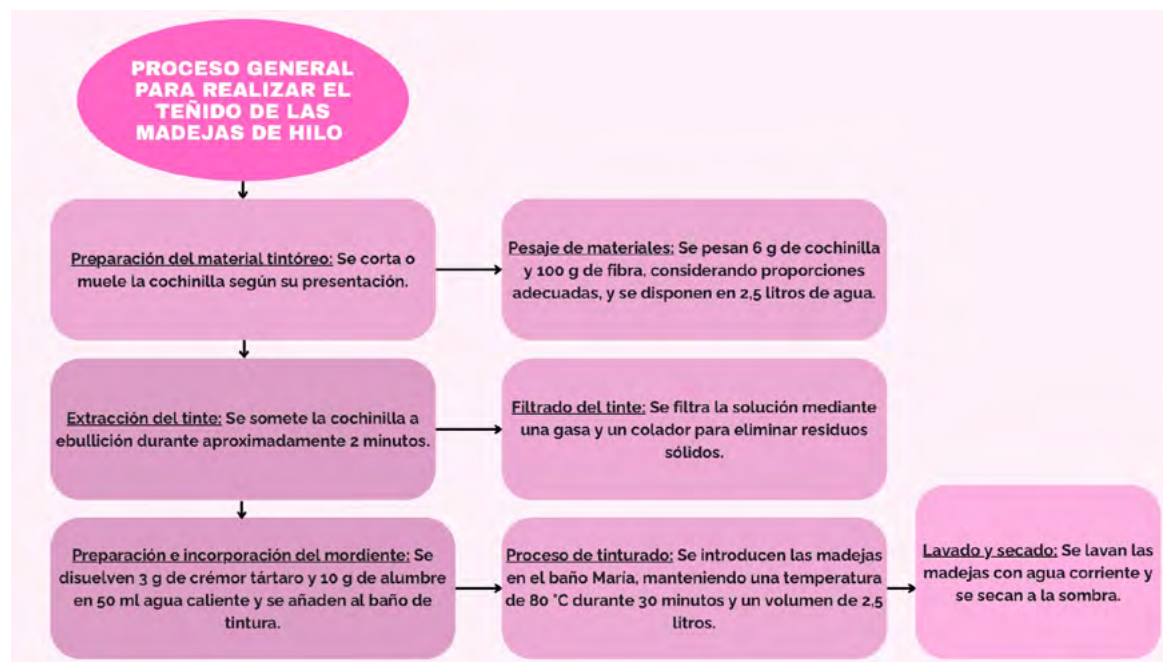 PROCESO GENERAL
PARA REALIZAR EL
TEÑIDO DE LAS
MADEJAS DE HILO
Preparación del material tintóreo: Se corta o
muele la cochinilla según su presentación.
Pesaje de materiales: Se pesan 6 g de cochinilla
y 100 g de fibra, considerando proporciones
adecuadas, y se disponen en 2,5 litros de agua.
Extracción del tinte: Se somete la cochinilla a
ebullición durante aproximadamente 2 minutos.
Filtrado del tinte: Se filtra la solución mediante
una gasa y un colador para eliminar residuos
sólidos.
Preparación e incorporación del mordiente: Se
disuelven 3 g de crémor tártaro y 10 g de alumbre
en 50 ml agua caliente y se añaden al baño de
tintura.
Proceso de tinturado: Se introducen las madejas
en el baño María, manteniendo una temperatura
de 80 °C durante 30 minutos y un volumen de 2,5
litros.
Lavado y secado: Se lavan las
madejas con agua corriente y
se secan a la sombra.